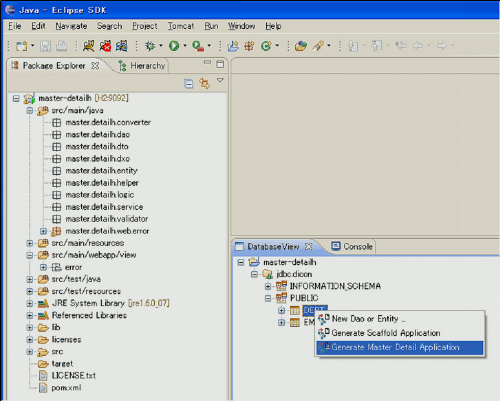 Java - Eclipse SDK
File Edit Navigate Search Project Tomcat Run Window Help
Package Explorer Hierarchy
master-detailh [H2:9092]
src/main/java
master.detailh.converter
master.detailh.dao
master.detailh.dto
master.detailh.dxo
master.detailh.entity
master.detailh.helper
master.detailh.logic
master.detailh.service
master.detailh.validator
master.detailh.web.error
src/main/resources
src/main/webapp/view
error
src/test/java
src/test/resources
JRE System Library [jre1.6.0_07]
Referenced Libraries
lib
licenses
src
target
LICENSE.txt
pom.xml
DatabaseView Console
master-detailh
jdbc.dicon
INFORMATION_SCHEMA
PUBLIC
New Dao or Entity ...
Generate Scaffold Application
Generate Master Detail Application